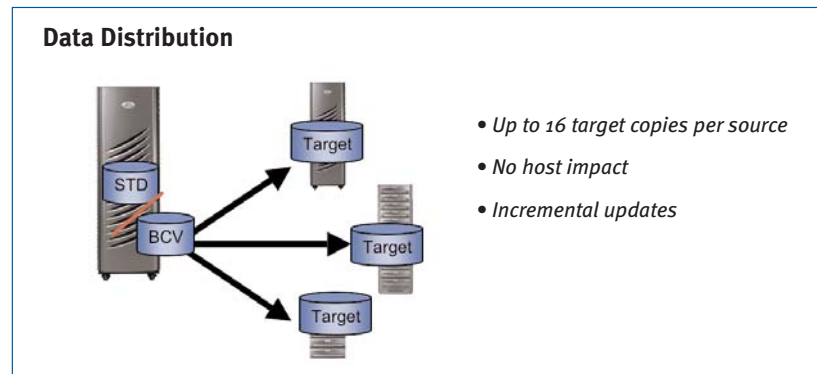 Data Distribution
STD
BCV
Target
Target
Target
• Up to 16 target copies per source
• No host impact
• Incremental updates